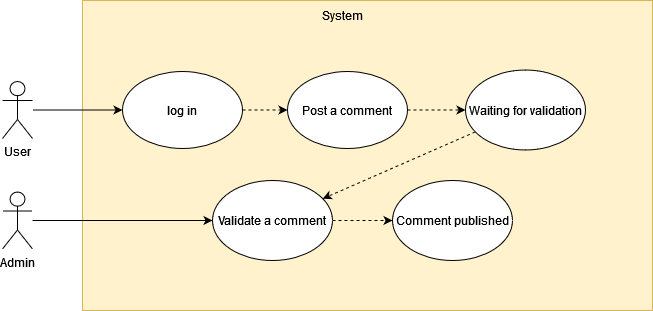 System
log in
Post a comment
Waiting for validation
User
Validate a comment
Comment published
Admin